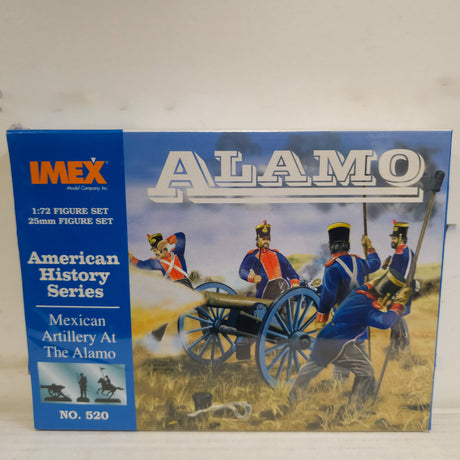 IMEX
Model Company, Inc
ALAMO
1:72 FIGURE SET
25mm FIGURE SET
American
History
Series
Mexican
Artillery At
The Alamo
NO. 520